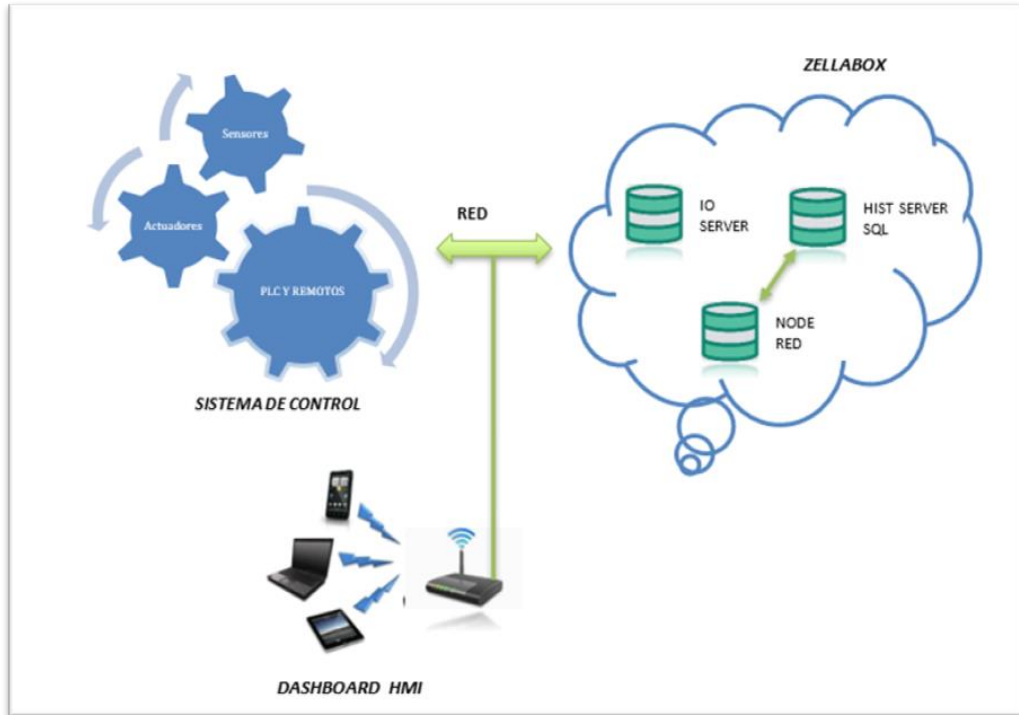 ZELLABOX
Sensores
Actuadores
PLC Y REMOTOS
SISTEMA DE CONTROL
RED
IO
SERVER
HIST SERVER
SQL
NODE
RED
DASHBOARD HMI